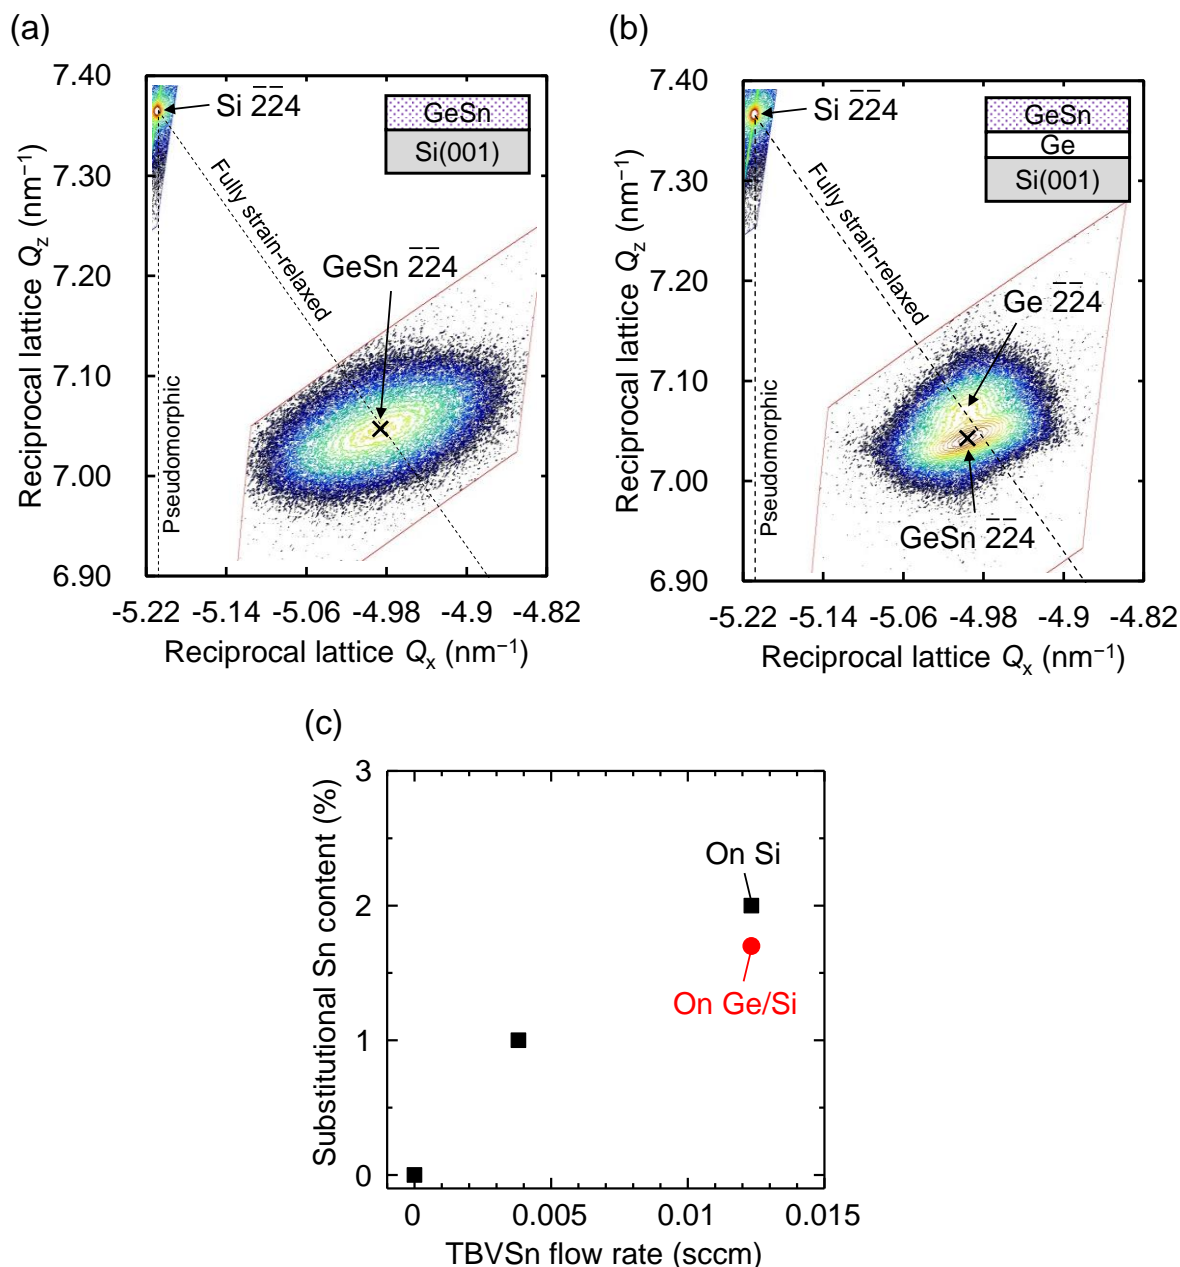 (a)
7.40
7.30
7.20
7.10
7.00
6.90
Reciprocal lattice Qz (nm⁻¹)
Si 2̅2̅4
GeSn
Si(001)
Fully strain-relaxed
GeSn 2̅2̅4
Pseudomorphic
-5.22 -5.14 -5.06 -4.98 -4.9 -4.82
Reciprocal lattice Qx (nm⁻¹)
(b)
7.40
7.30
7.20
7.10
7.00
6.90
Reciprocal lattice Qz (nm⁻¹)
Si 2̅2̅4
GeSn
Ge
Si(001)
Fully strain-relaxed
Ge 2̅2̅4
Pseudomorphic
GeSn 2̅2̅4
-5.22 -5.14 -5.06 -4.98 -4.9 -4.82
Reciprocal lattice Qx (nm⁻¹)
(c)
3
2
1
0
Substitutional Sn content (%)
On Si
On Ge/Si
0 0.005 0.01 0.015
TBVSn flow rate (sccm)